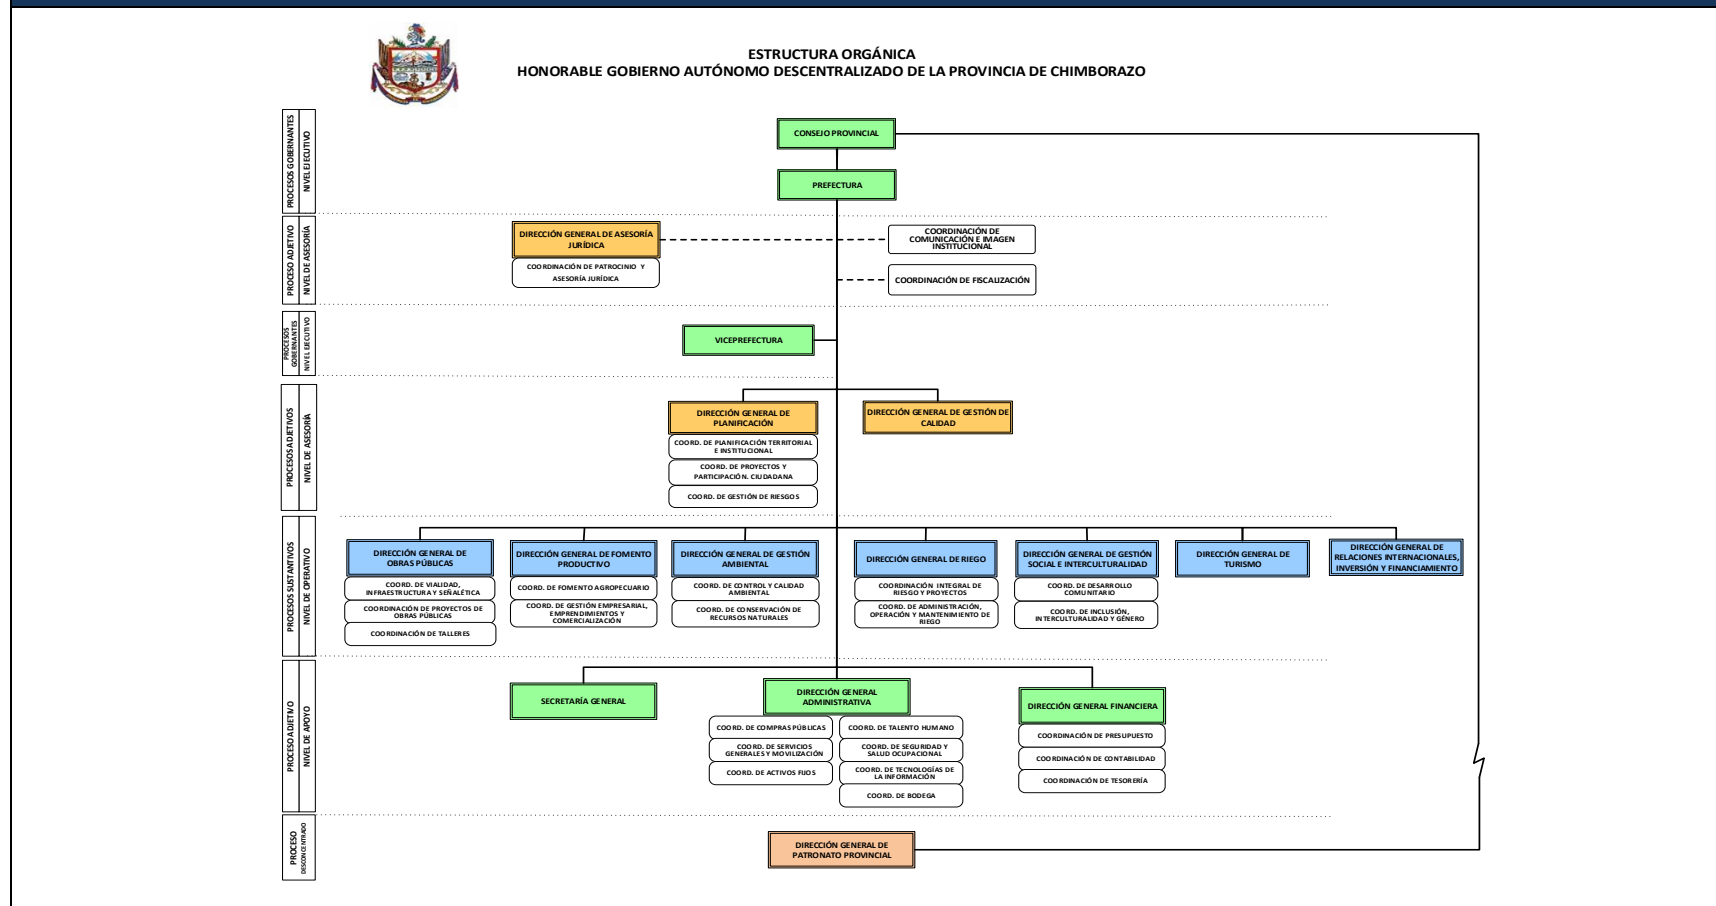 ESTRUCTURA ORGÁNICA
HONORABLE GOBIERNO AUTÓNOMO DESCENTRALIZADO DE LA PROVINCIA DE CHIMBORAZO
PROCESOS GOBERNANTES
NIVEL EJECUTIVO
CONSEJO PROVINCIAL
PREFECTURA
PROCESO ADJETIVO
NIVEL DE ASESORÍA
DIRECCIÓN GENERAL DE ASESORÍA
JURÍDICA
COORDINACIÓN DE PATROCINIO Y
ASESORÍA JURÍDICA
COORDINACIÓN DE
COMUNICACIÓN E IMAGEN
INSTITUCIONAL
COORDINACIÓN DE FISCALIZACIÓN
PROCESOS
GOBERNANTES
NIVEL EJECUTIVO
VICEPREFECTURA
PROCESOS ADJETIVOS
NIVEL DE ASESORÍA
DIRECCIÓN GENERAL DE
PLANIFICACIÓN
COORD. DE PLANIFICACIÓN TERRITORIAL
E INSTITUCIONAL
COORD. DE PROYECTOS Y
PARTICIPACIÓN. CIUDADANA
COORD. DE GESTIÓN DE RIESGOS
DIRECCIÓN GENERAL DE GESTIÓN DE
CALIDAD
PROCESOS SUSTANTIVOS
NIVEL DE OPERATIVO
DIRECCIÓN GENERAL DE
OBRAS PÚBLICAS
COORD. DE VIALIDAD,
INFRAESTRUCTURA Y SEÑALÉTICA
COORDINACIÓN DE PROYECTOS DE
OBRAS PÚBLICAS
COORDINACIÓN DE TALLERES
DIRECCIÓN GENERAL DE FOMENTO
PRODUCTIVO
COORD. DE FOMENTO AGROPECUARIO
COORD. DE GESTIÓN EMPRESARIAL,
EMPRENDIMIENTOS Y
COMERCIALIZACIÓN
DIRECCIÓN GENERAL DE GESTIÓN
AMBIENTAL
COORD. DE CONTROL Y CALIDAD
AMBIENTAL
COORD. DE CONSERVACIÓN DE
RECURSOS NATURALES
DIRECCIÓN GENERAL DE RIEGO
COORDINACIÓN INTEGRAL DE
RIESGO Y PROYECTOS
COORD. DE ADMINISTRACIÓN,
OPERACIÓN Y MANTENIMIENTO DE
RIEGO
DIRECCIÓN GENERAL DE GESTIÓN
SOCIAL E INTERCULTURALIDAD
COORD. DE DESARROLLO
COMUNITARIO
COORD. DE INCLUSIÓN,
INTERCULTURALIDAD Y GÉNERO
DIRECCIÓN GENERAL DE
TURISMO
DIRECCIÓN GENERAL DE
RELACIONES INTERNACIONALES,
INVERSIÓN Y FINANCIAMIENTO
PROCESO ADJETIVO
NIVEL DE APOYO
SECRETARÍA GENERAL
DIRECCIÓN GENERAL
ADMINISTRATIVA
COORD. DE COMPRAS PÚBLICAS
COORD. DE SERVICIOS
GENERALES Y MOVILIZACIÓN
COORD. DE ACTIVOS FIJOS
COORD. DE TALENTO HUMANO
COORD. DE SEGURIDAD Y
SALUD OCUPACIONAL
COORD. DE TECNOLOGÍAS DE
LA INFORMACIÓN
COORD. DE BODEGA
DIRECCIÓN GENERAL FINANCIERA
COORDINACIÓN DE PRESUPUESTO
COORDINACIÓN DE CONTABILIDAD
COORDINACIÓN DE TESORERÍA
PROCESO
DESCONCENTRADO
DIRECCIÓN GENERAL DE
PATRONATO PROVINCIAL